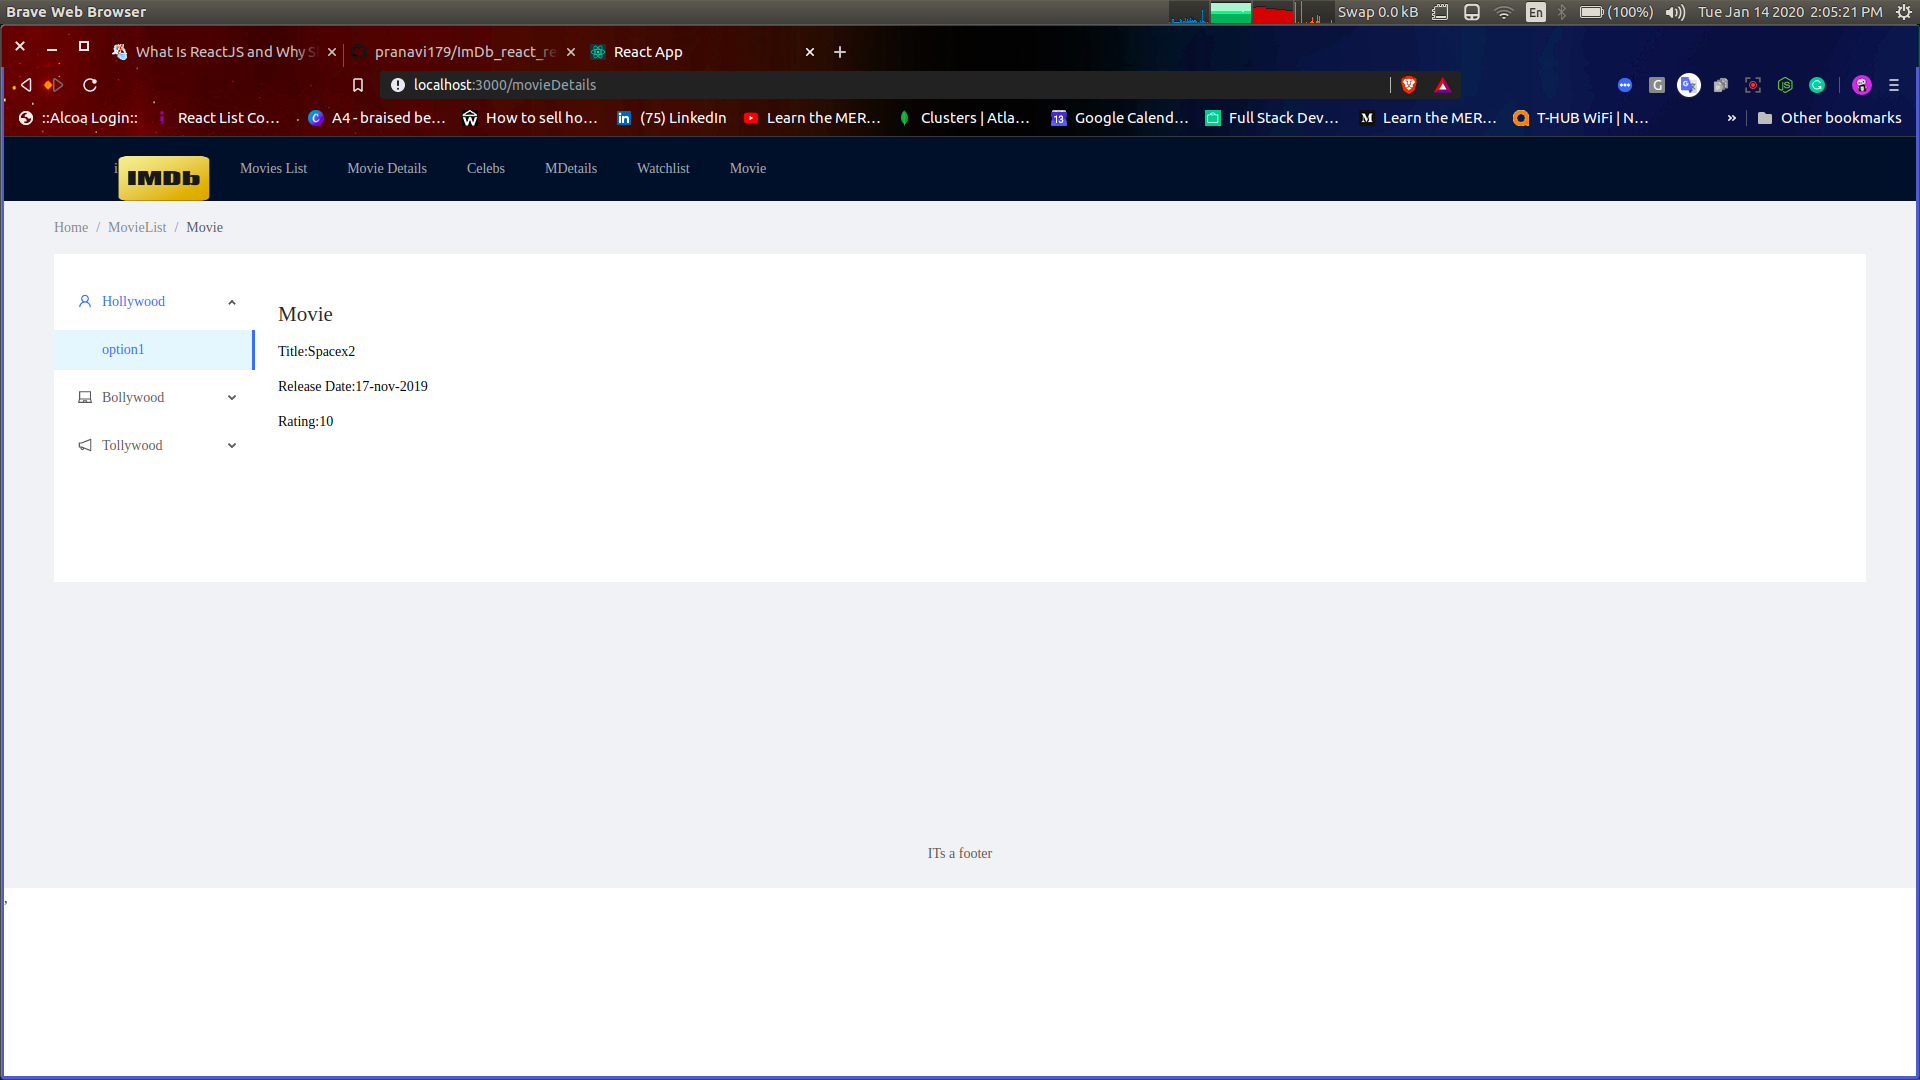 Brave Web Browser
Swap 0.0 kB En (100%) Tue Jan 14 2020 2:05:21 PM
What Is ReactJS and Why S pranavi179/ImDb_react_re React App
localhost:3000/movieDetails
::Alcoa Login:: React List Co... A4 - braised be... How to sell ho... (75) LinkedIn Learn the MER... Clusters | Atla... Google Calend... Full Stack Dev... Learn the MER... T-HUB WiFi | N... » Other bookmarks
i IMDb Movies List Movie Details Celebs MDetails Watchlist Movie
Home / MovieList / Movie
Hollywood
option1
Bollywood
Tollywood
Movie
Title:Spacex2
Release Date:17-nov-2019
Rating:10
ITs a footer
,